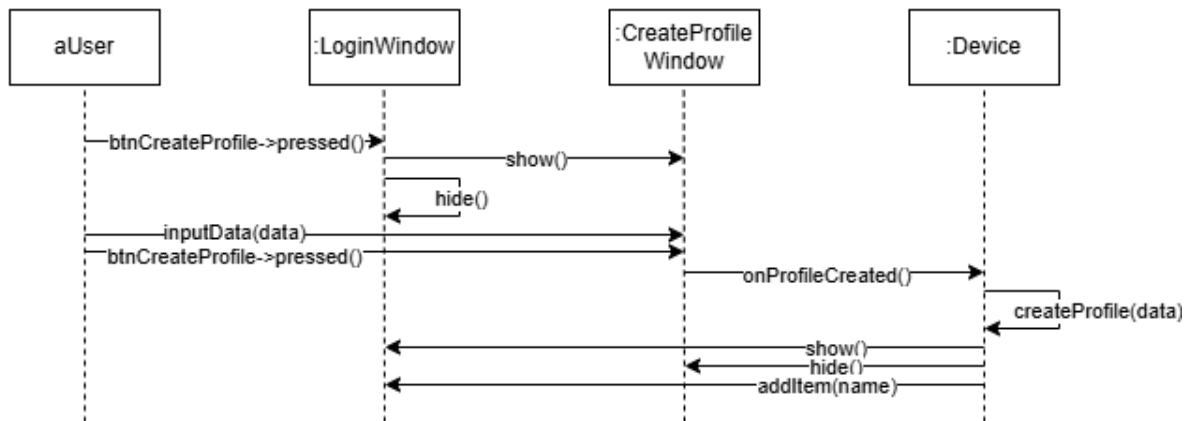 aUser
:LoginWindow
:CreateProfile
Window
:Device
btnCreateProfile->pressed()
show()
hide()
inputData(data)
btnCreateProfile->pressed()
onProfileCreated()
createProfile(data)
show()
hide()
addItem(name)